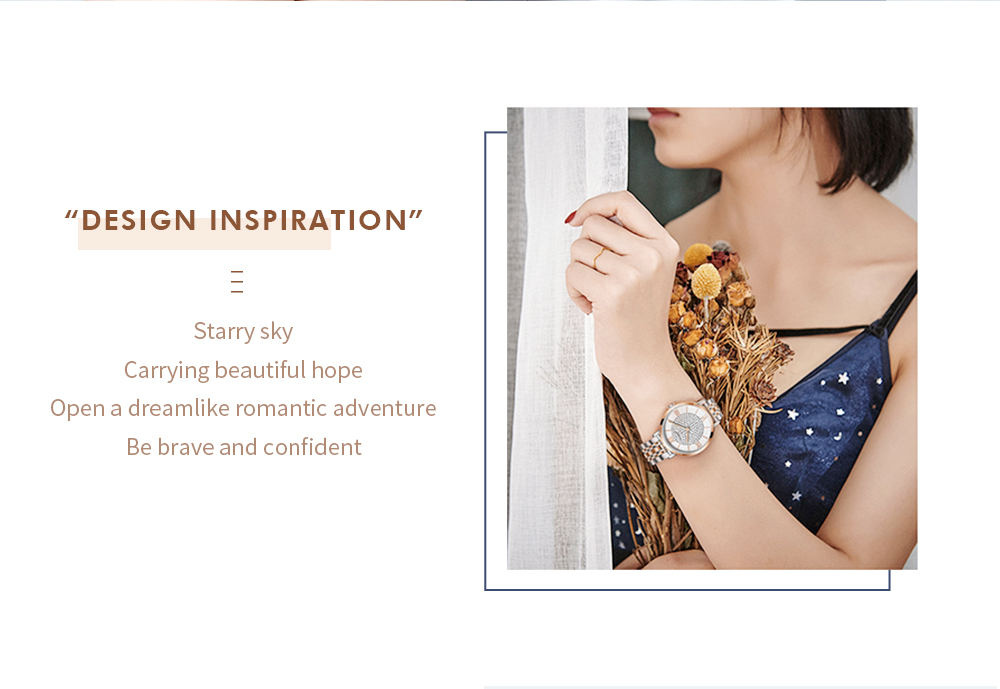 “DESIGN INSPIRATION”
Starry sky
Carrying beautiful hope
Open a dreamlike romantic adventure
Be brave and confident